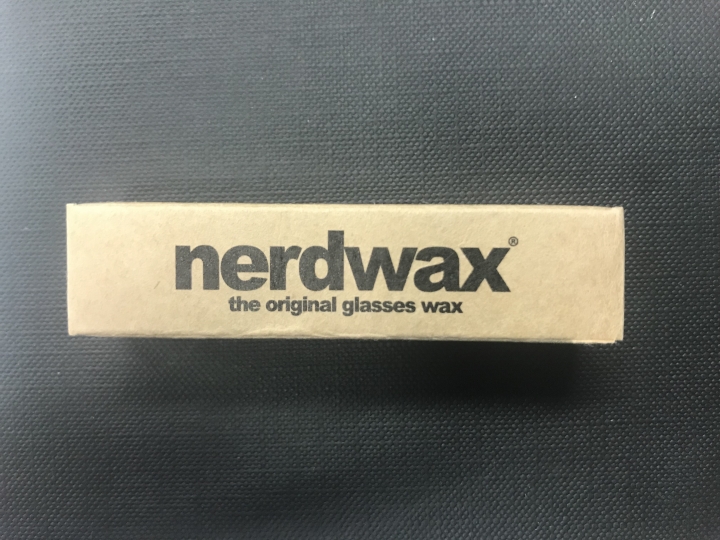 nerdwax®
the original glasses wax